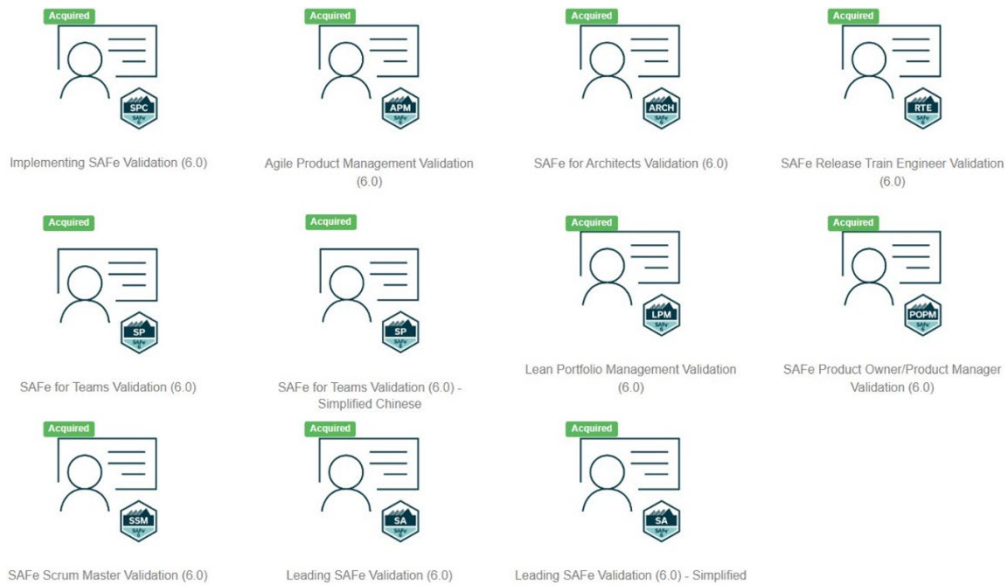 Acquired
Acquired
Acquired
Acquired
SPC
SAFe
APM
SAFe
ARCH
SAFe
RTE
SAFe
Implementing SAFe Validation (6.0)
Agile Product Management Validation
(6.0)
SAFe for Architects Validation (6.0)
SAFe Release Train Engineer Validation
(6.0)
Acquired
Acquired
Acquired
Acquired
SP
SAFe
SP
SAFe
LPM
SAFe
POPM
SAFe
SAFe for Teams Validation (6.0)
SAFe for Teams Validation (6.0) -
Simplified Chinese
Lean Portfolio Management Validation
(6.0)
SAFe Product Owner/Product Manager
Validation (6.0)
Acquired
Acquired
Acquired
SSM
SAFe
SA
SAFe
SA
SAFe
SAFe Scrum Master Validation (6.0)
Leading SAFe Validation (6.0)
Leading SAFe Validation (6.0) - Simplified